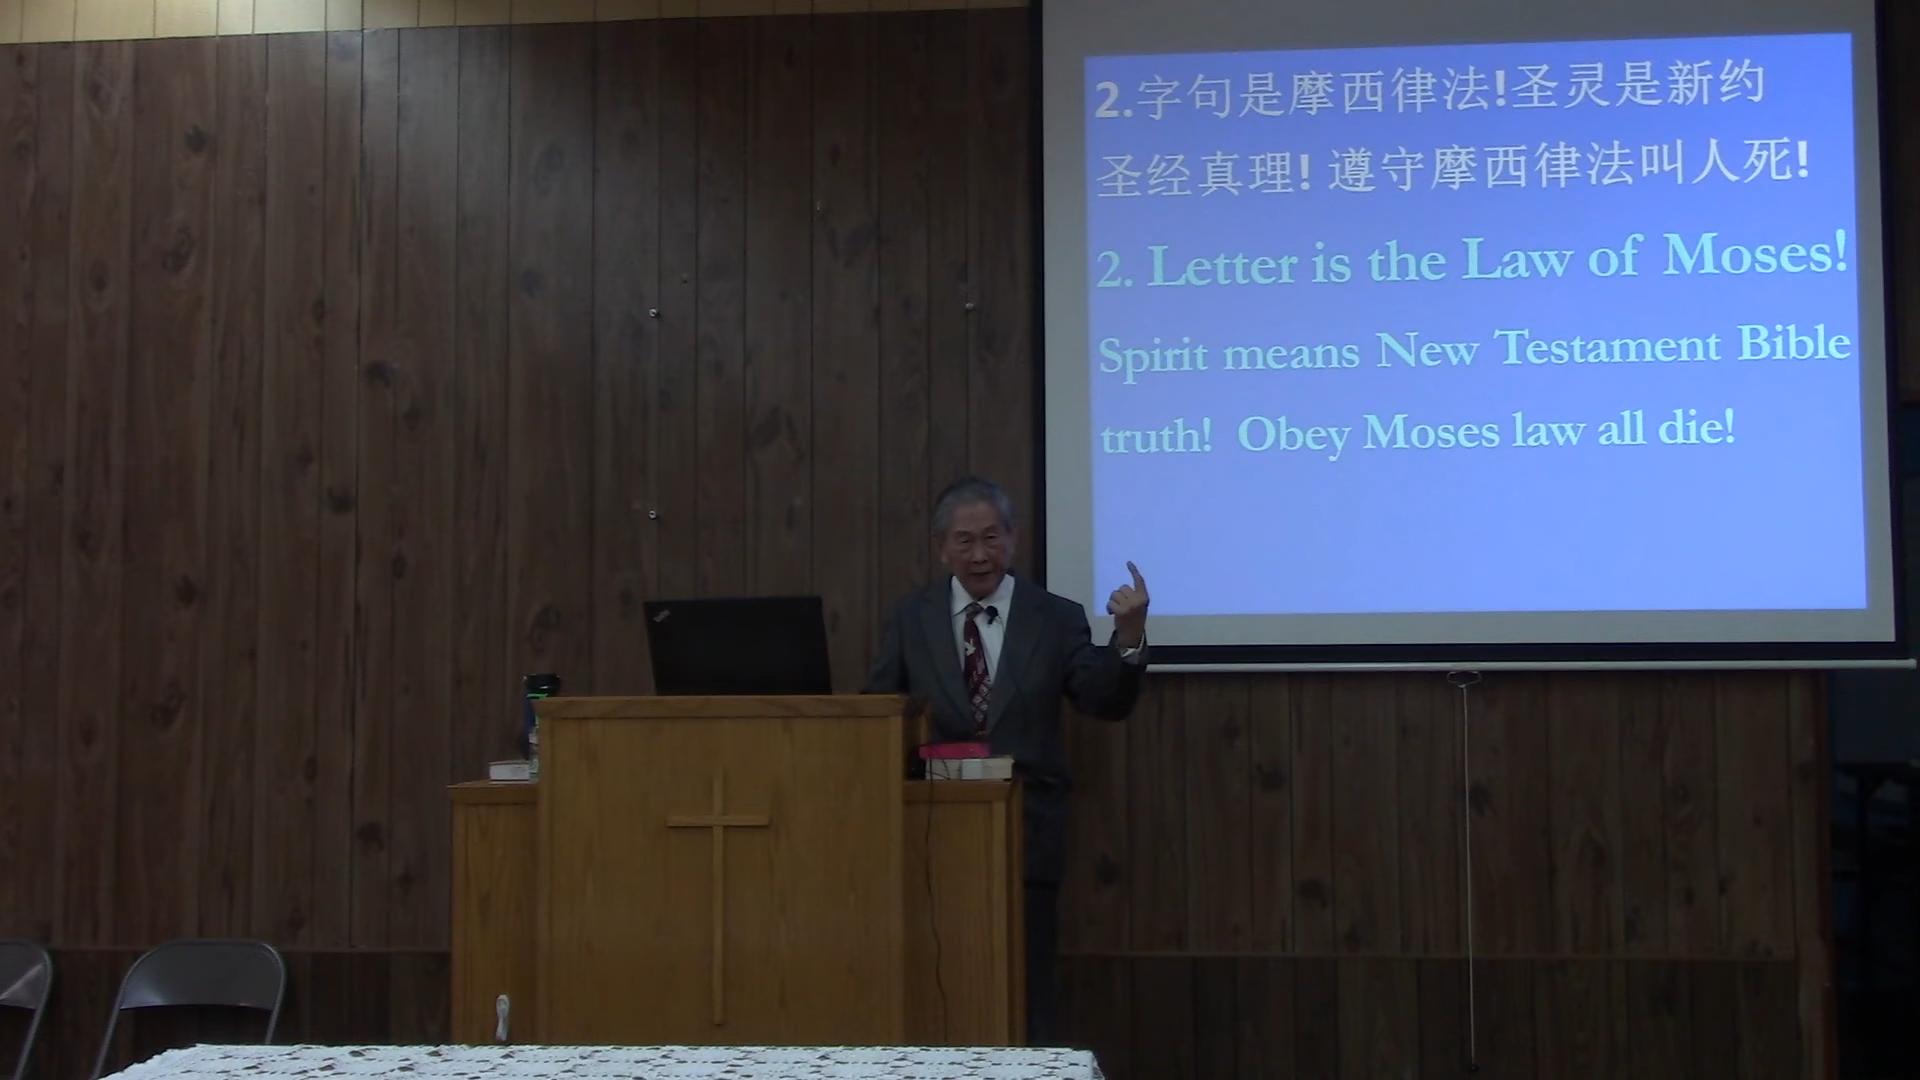 2.字句是摩西律法!圣灵是新约
圣经真理! 遵守摩西律法叫人死!
2. Letter is the Law of Moses!
Spirit means New Testament Bible
truth! Obey Moses law all die!